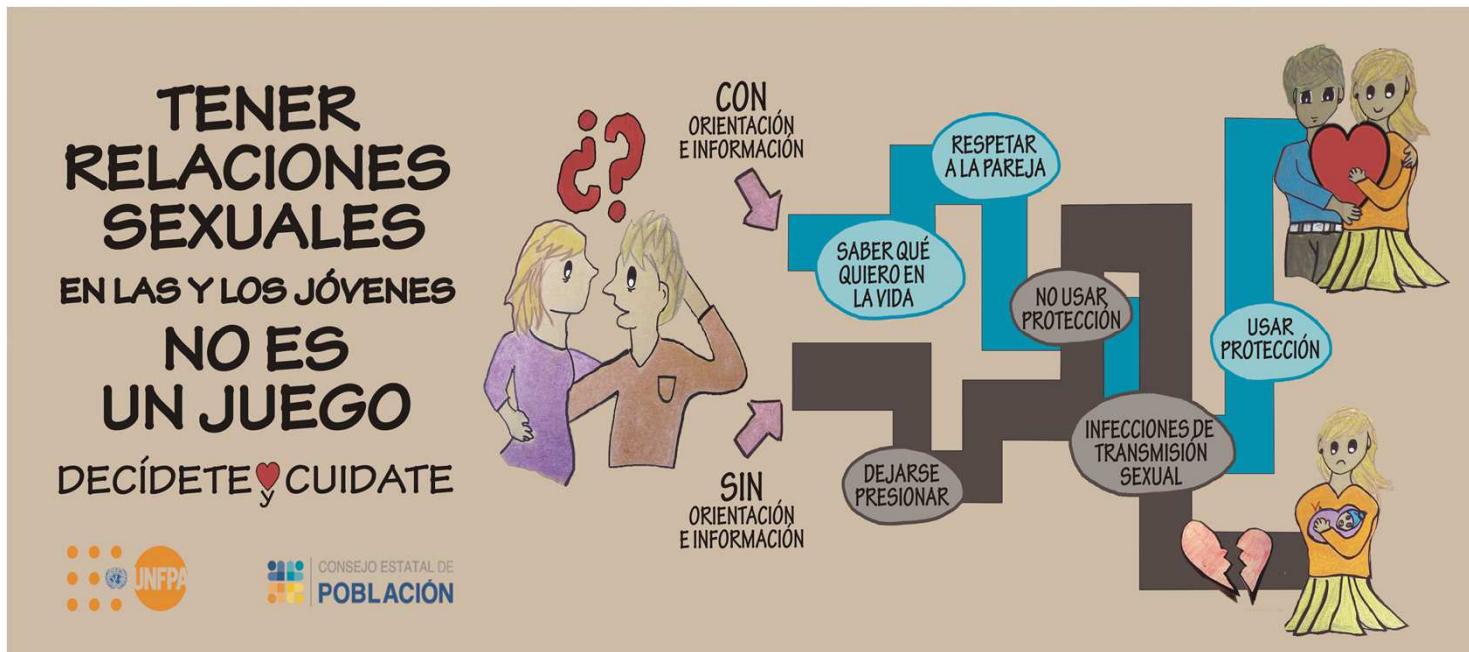 TENER
RELACIONES
SEXUALES
EN LAS Y LOS JÓVENES
NO ES
UN JUEGO
DECÍDETE y CUIDATE
UNFPA
CONSEJO ESTATAL DE
POBLACIÓN
¿?
CON
ORIENTACIÓN
E INFORMACIÓN
SABER QUÉ
QUIERO EN
LA VIDA
RESPETAR
A LA PAREJA
USAR
PROTECCIÓN
SIN
ORIENTACIÓN
E INFORMACIÓN
DEJARSE
PRESIONAR
NO USAR
PROTECCIÓN
INFECCIONES DE
TRANSMISIÓN
SEXUAL